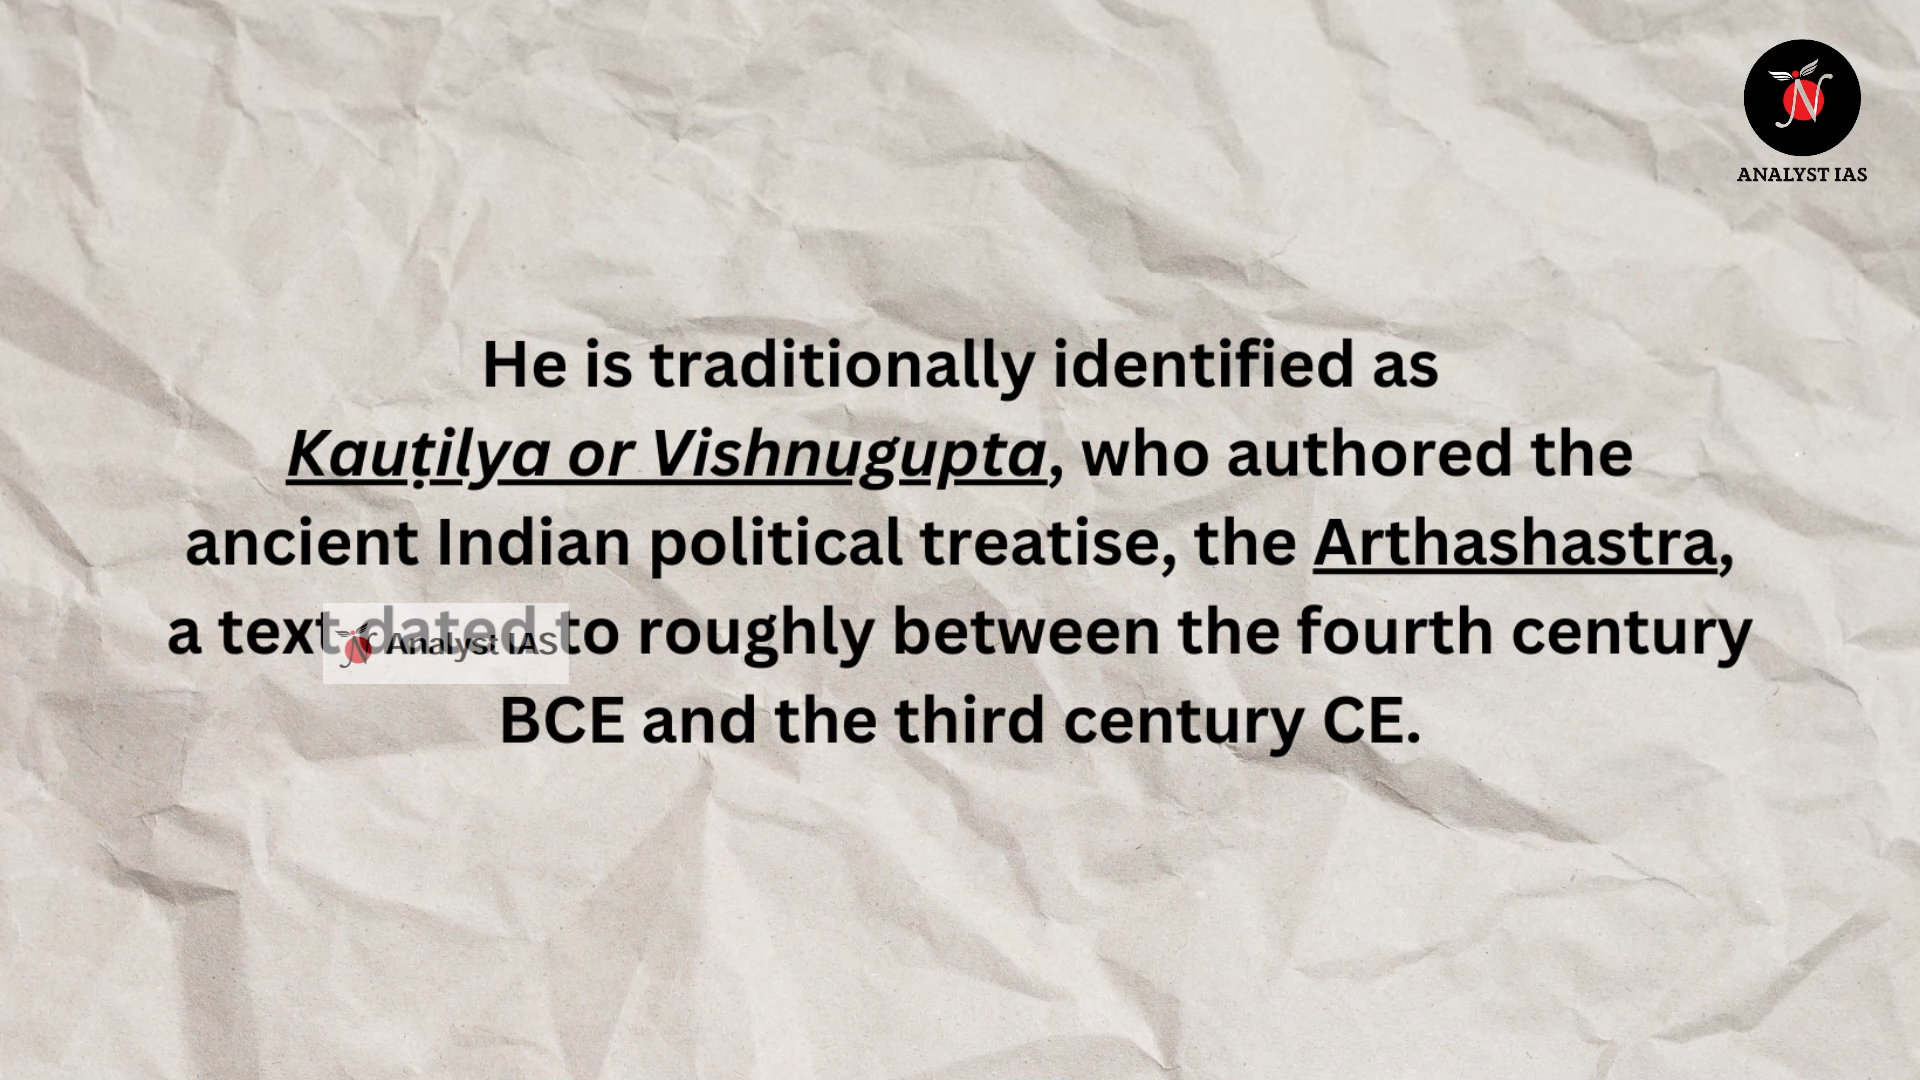 ANALYST IAS
He is traditionally identified as
Kauṭilya or Vishnugupta, who authored the
ancient Indian political treatise, the Arthashastra,
a text dated to roughly between the fourth century
Analyst IAS
BCE and the third century CE.